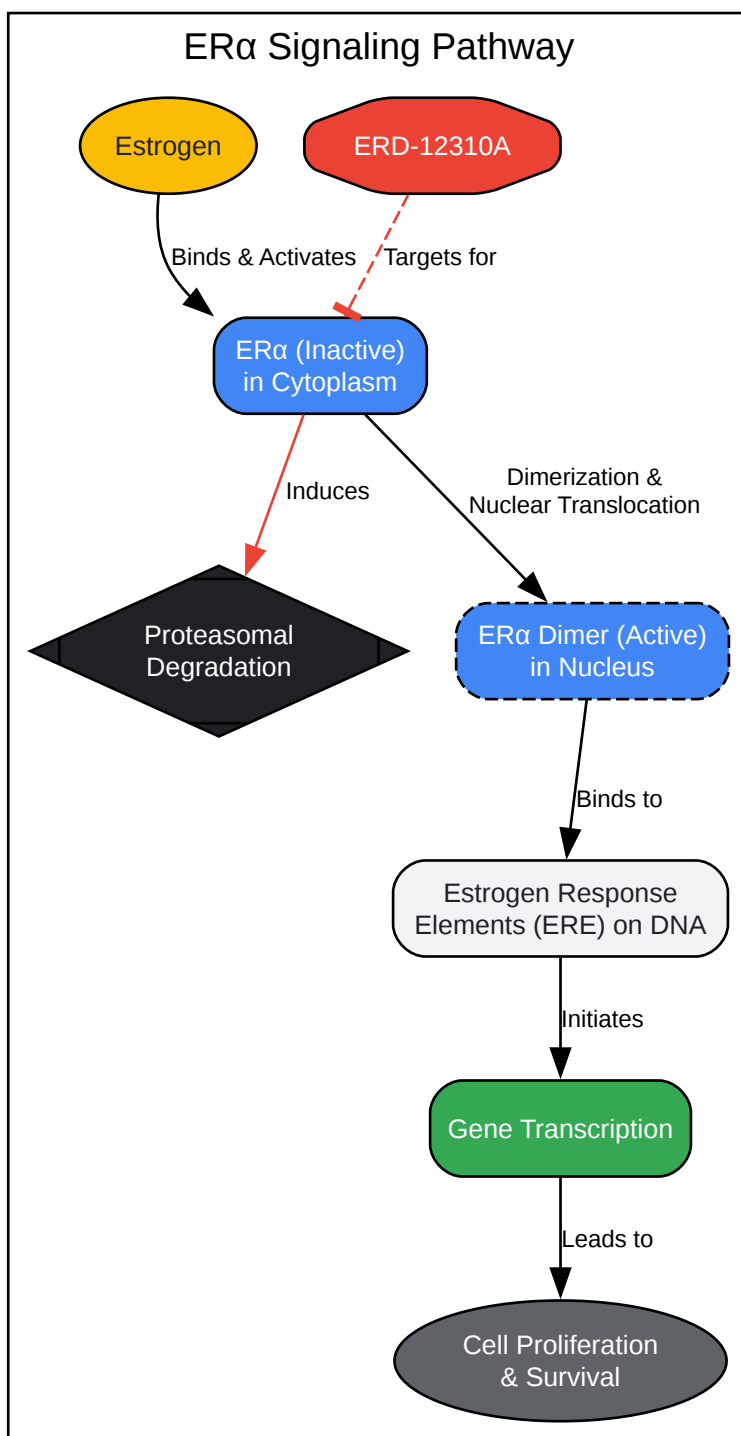 ERα Signaling Pathway
Estrogen
ERD-12310A
Binds & Activates
Targets for
ERα (Inactive)
in Cytoplasm
Induces
Dimerization &
Nuclear Translocation
Proteasomal
Degradation
ERα Dimer (Active)
in Nucleus
Binds to
Estrogen Response
Elements (ERE) on DNA
Initiates
Gene Transcription
Leads to
Cell Proliferation
& Survival